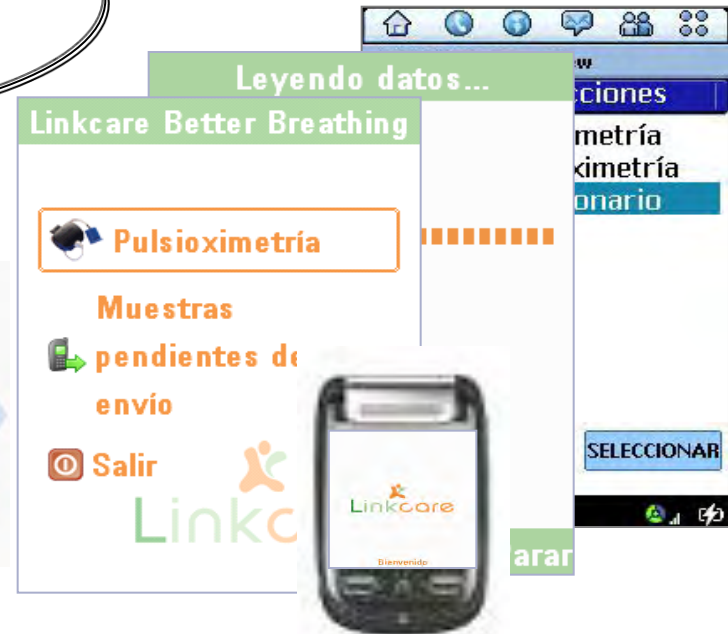 Leyendo datos...
Linkcare Better Breathing
Pulsioximetría
Muestras
pendientes de
envío
Salir
Linkc
Linkcare
Bienvenido
arar
w
cciones
metría
ximetría
onario
SELECCIONAR